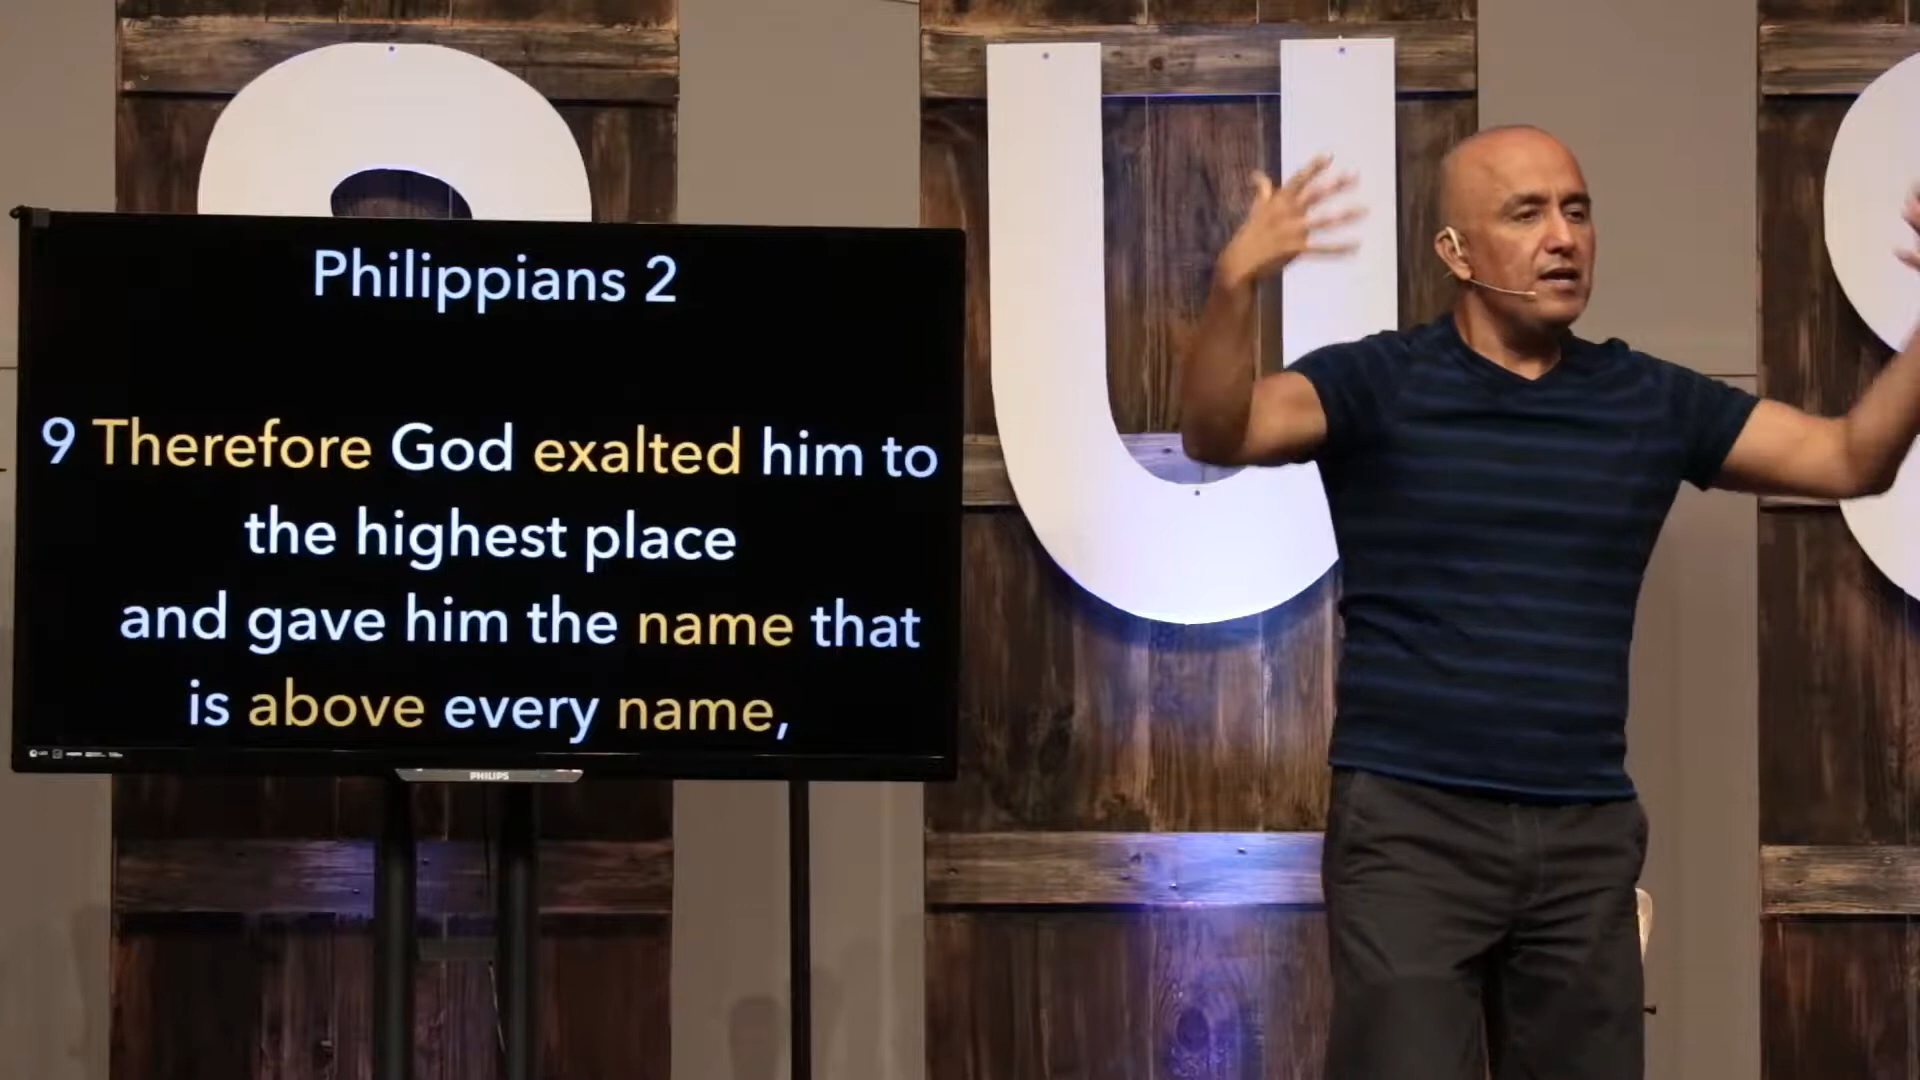 Philippians 2
9 Therefore God exalted him to
the highest place
and gave him the name that
is above every name,
PHILIPS
U